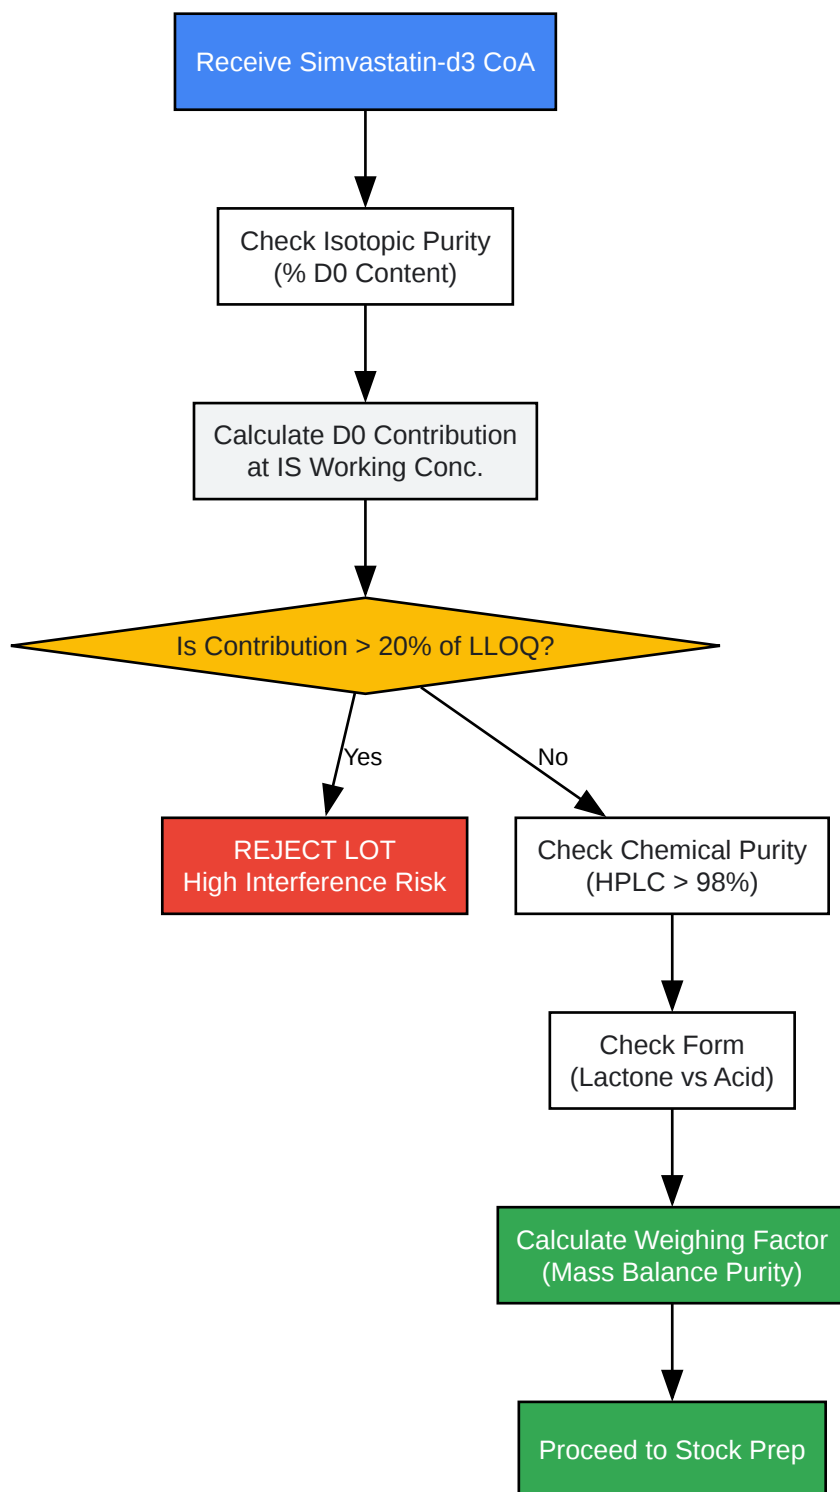 Receive Simvastatin-d3 CoA
Check Isotopic Purity
(% D0 Content)
Calculate D0 Contribution
at IS Working Conc.
Is Contribution > 20% of LLOQ?
Yes
No
REJECT LOT
High Interference Risk
Check Chemical Purity
(HPLC > 98%)
Check Form
(Lactone vs Acid)
Calculate Weighing Factor
(Mass Balance Purity)
Proceed to Stock Prep